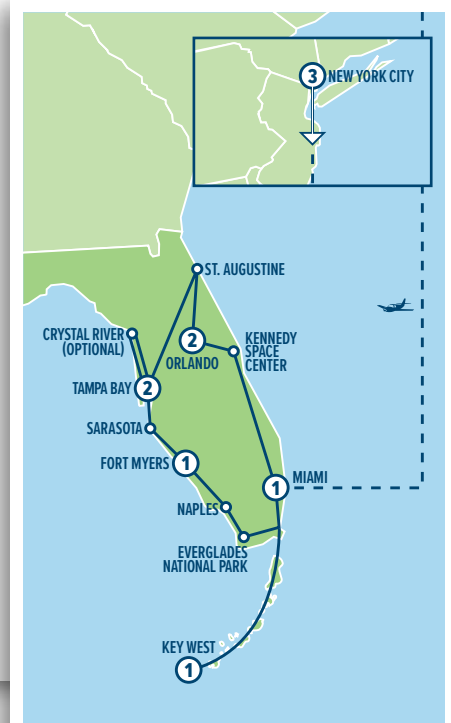 3 NEW YORK CITY
ST. AUGUSTINE
CRYSTAL RIVER
(OPTIONAL)
2
ORLANDO
KENNEDY
SPACE
CENTER
TAMPA BAY 2
SARASOTA
FORT MYERS 1
1 MIAMI
NAPLES
EVERGLADES
NATIONAL PARK
KEY WEST
1